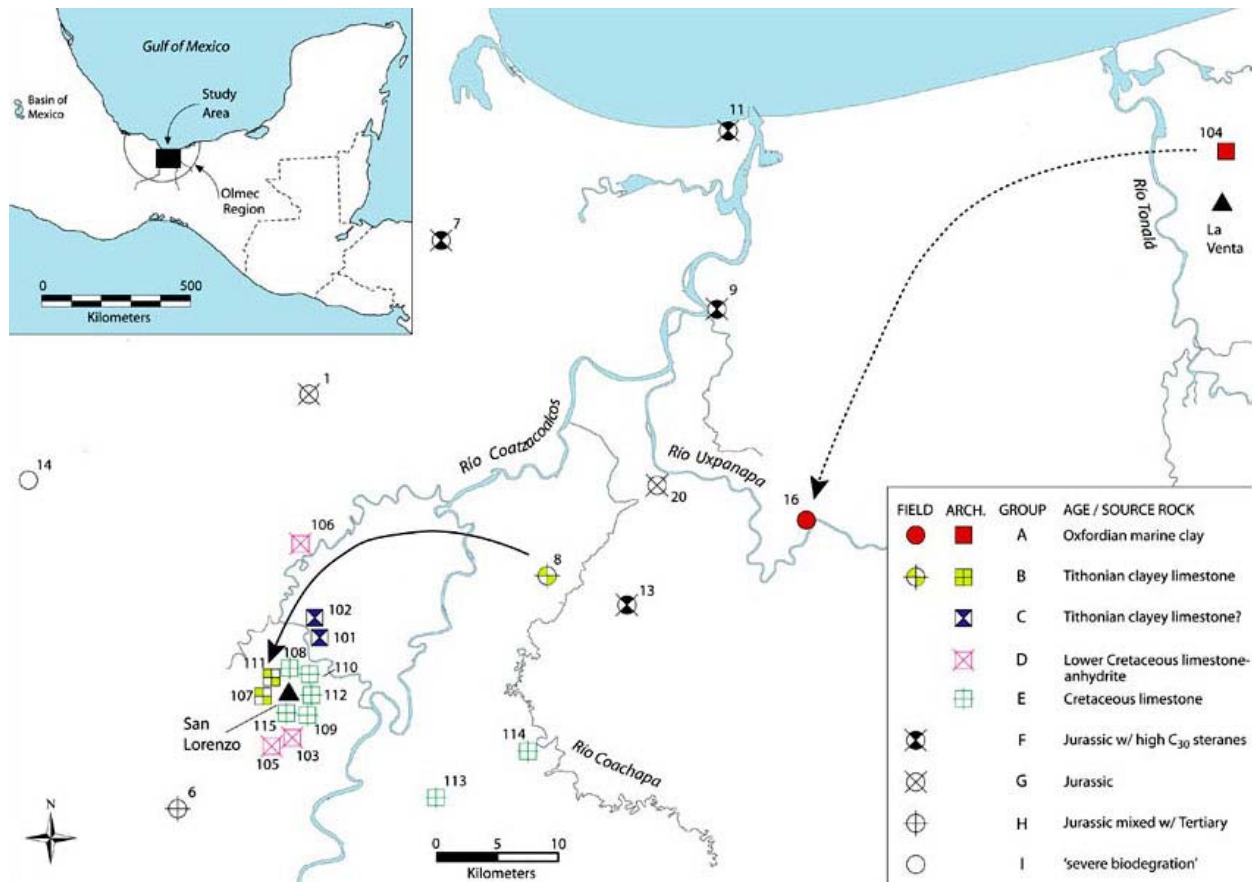 Gulf of Mexico
Basin of
Mexico
Study
Area
Olmec
Region
0 500
Kilometers
11
104
7
La
Venta
Río Tonalá
9
1
Río Coatzacoalcos
14
Río Uxpanapa
20
16
106
8
13
102
101
108
111
110
107
112
San
Lorenzo
115
109
103
105
114
Río Coachapa
113
6
N
0 5 10
Kilometers
FIELD ARCH. GROUP AGE / SOURCE ROCK
A Oxfordian marine clay
B Tithonian clayey limestone
C Tithonian clayey limestone?
D Lower Cretaceous limestone-
anhydrite
E Cretaceous limestone
F Jurassic w/ high C₃₀ steranes
G Jurassic
H Jurassic mixed w/ Tertiary
I 'severe biodegration'